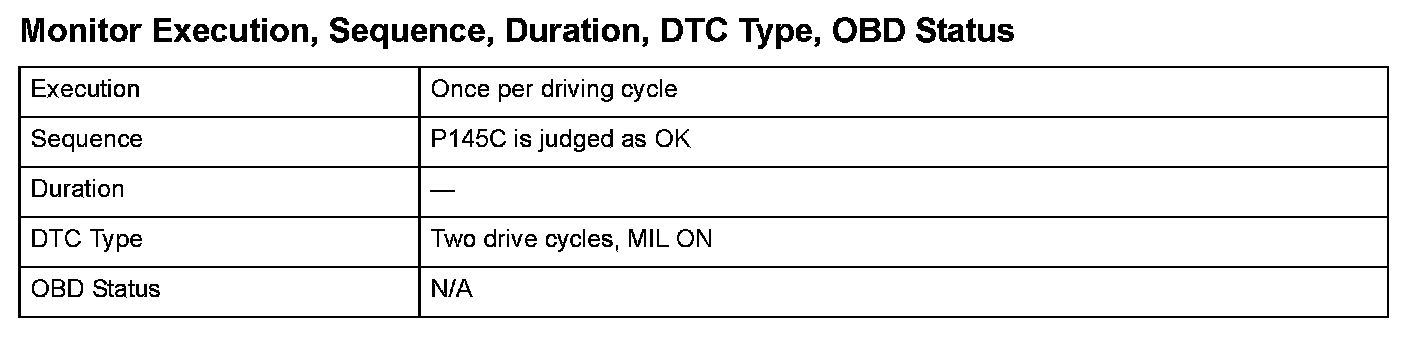 Monitor Execution, Sequence, Duration, DTC Type, OBD Status
Execution Once per driving cycle
Sequence P145C is judged as OK
Duration —
DTC Type Two drive cycles, MIL ON
OBD Status N/A